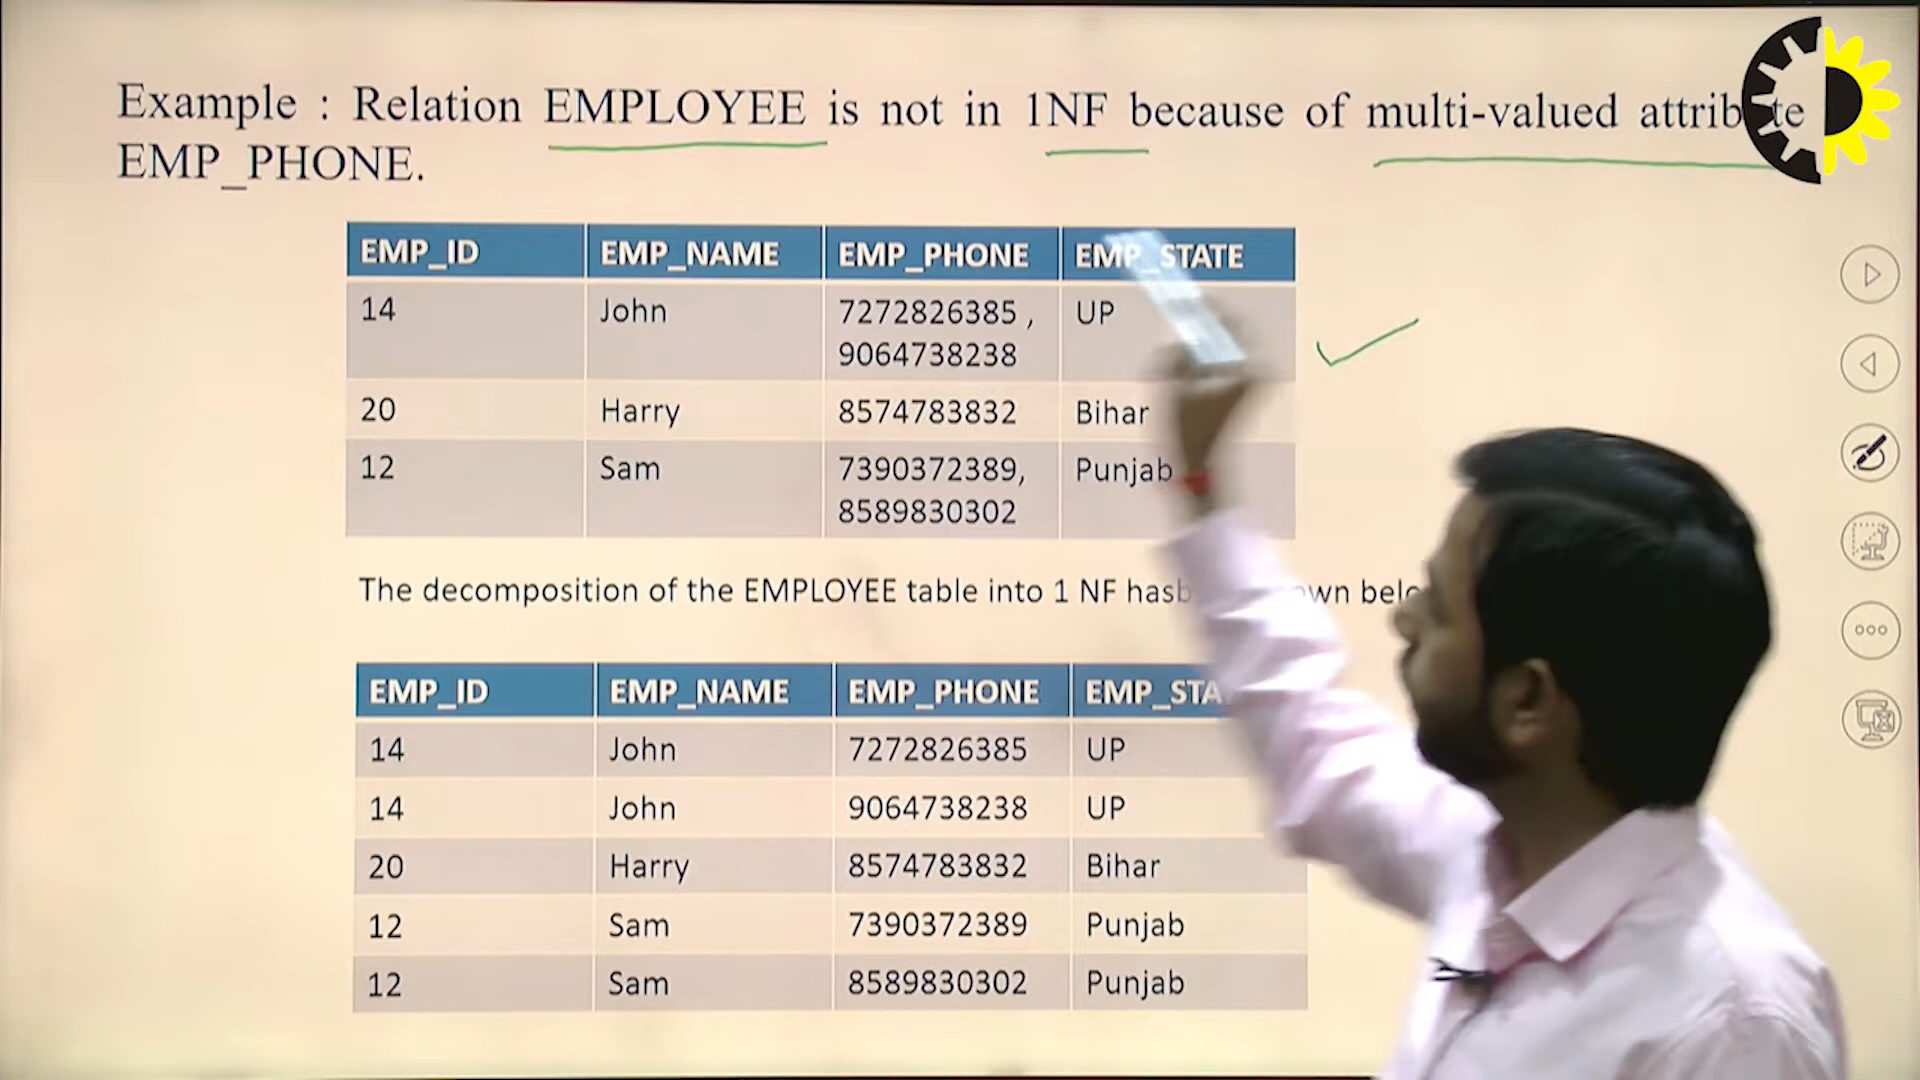 Example : Relation EMPLOYEE is not in 1NF because of multi-valued
EMP_PHONE.
EMP_ID EMP_NAME EMP_PHONE EMP_STATE
14 John 7272826385 , UP
9064738238
20 Harry 8574783832 Bihar
12 Sam 7390372389, Punjab
8589830302
The decomposition of the EMPLOYEE table into 1 NF
EMP_ID EMP_NAME EMP_PHONE
14 John 7272826385 UP
14 John 9064738238 UP
20 Harry 8574783832 Bihar
12 Sam 7390372389 Punjab
12 Sam 8589830302 Punjab